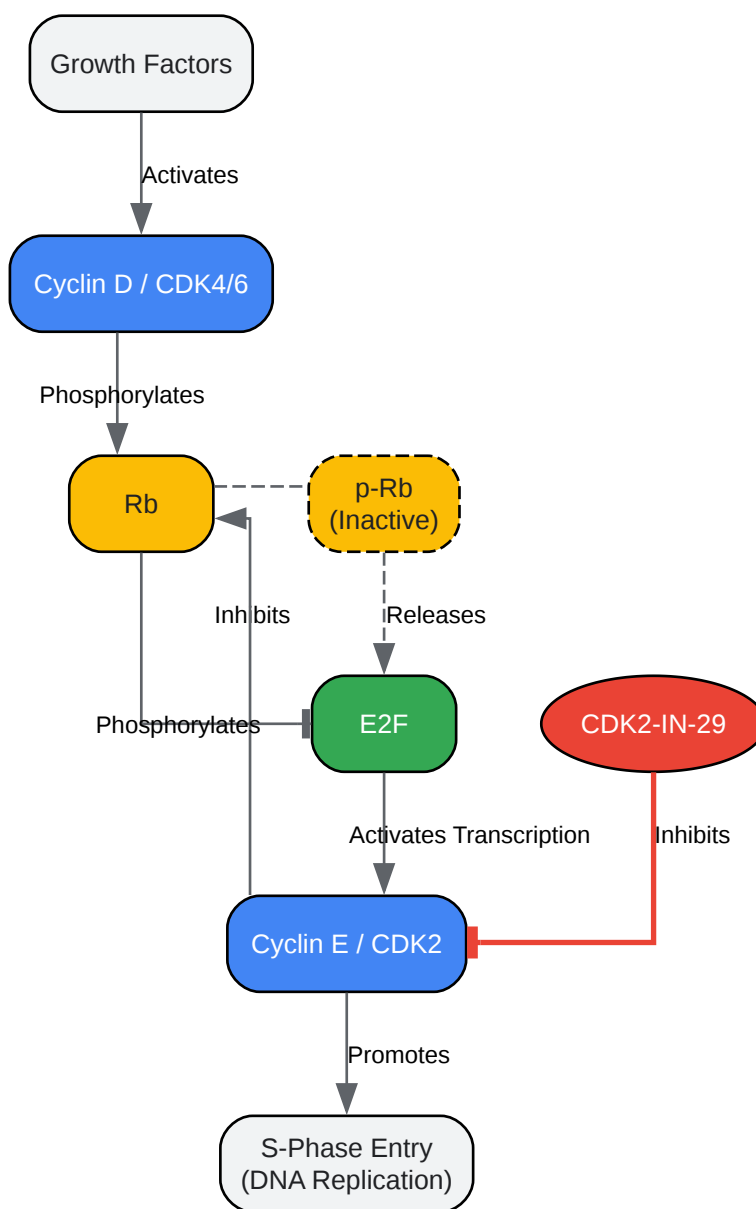 Growth Factors
Activates
Cyclin D / CDK4/6
Phosphorylates
Rb
p-Rb
(Inactive)
Inhibits
Releases
Phosphorylates
E2F
CDK2-IN-29
Activates Transcription
Inhibits
Cyclin E / CDK2
Promotes
S-Phase Entry
(DNA Replication)